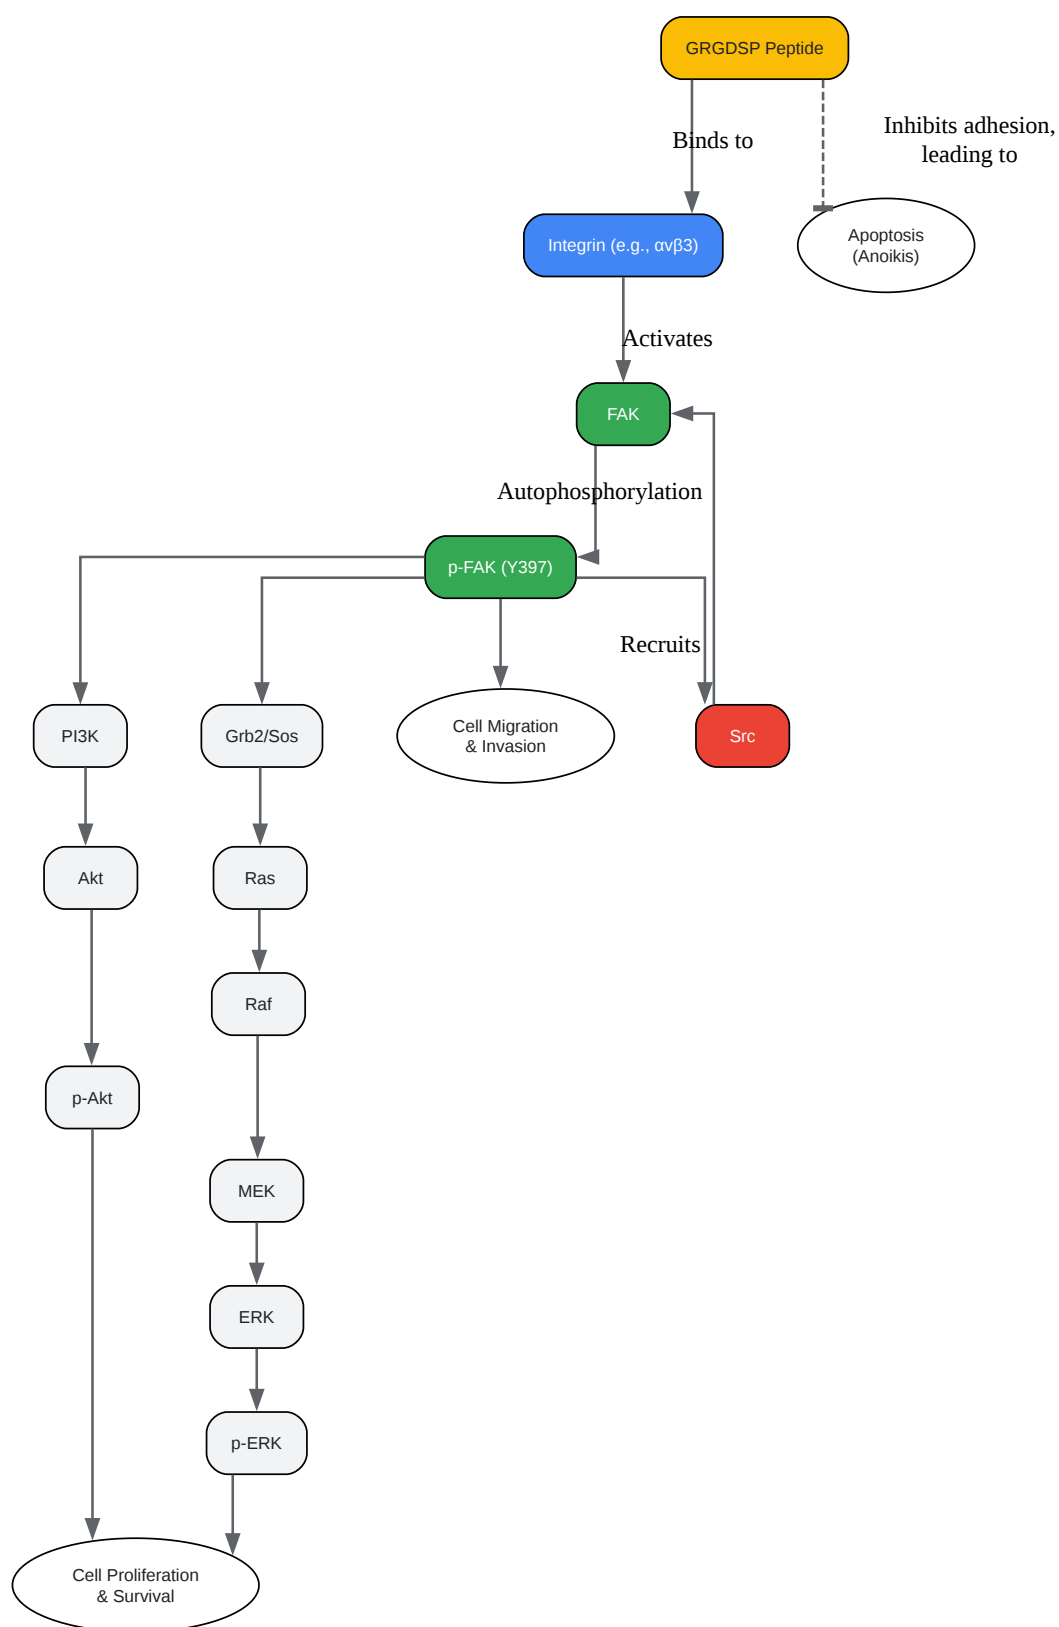 GRGDSP Peptide
Binds to
Inhibits adhesion,
leading to
Integrin (e.g., αvβ3)
Apoptosis
(Anoikis)
Activates
FAK
Autophosphorylation
p-FAK (Y397)
Recruits
PI3K
Grb2/Sos
Cell Migration
& Invasion
Src
Akt
Ras
Raf
p-Akt
MEK
ERK
p-ERK
Cell Proliferation
& Survival